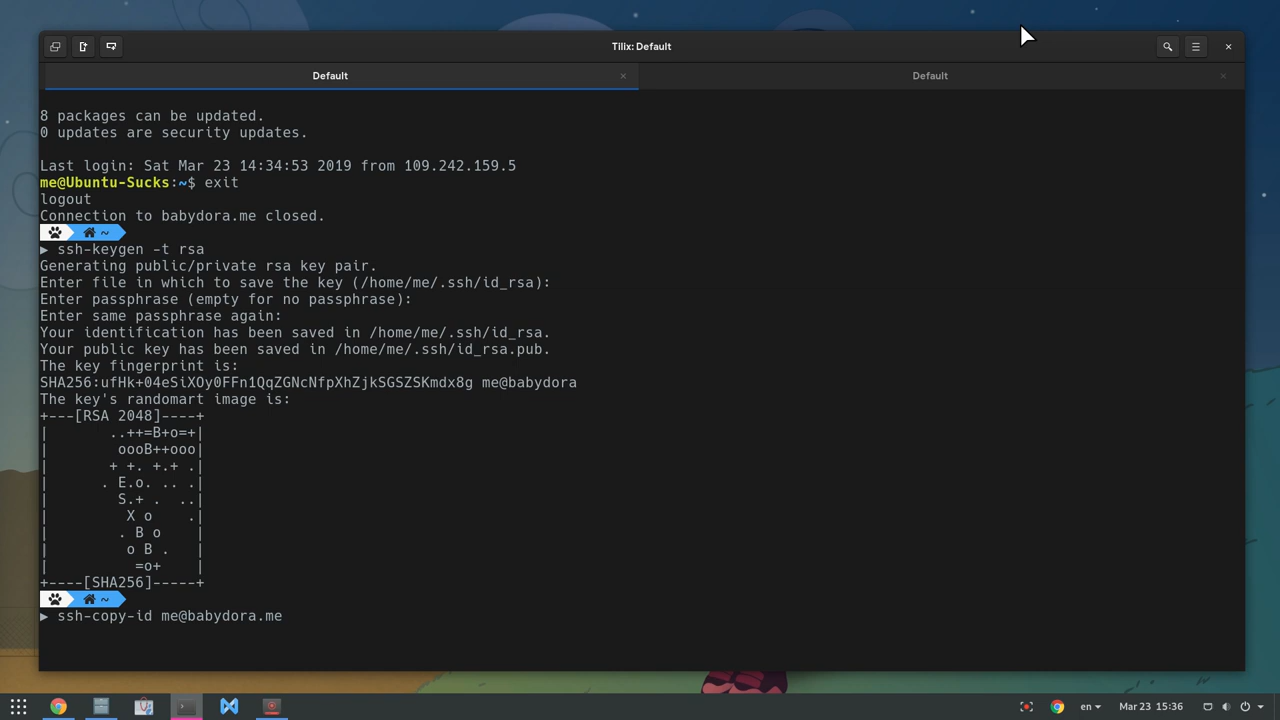 Tilix: Default
Default
Default
8 packages can be updated.
0 updates are security updates.
Last login: Sat Mar 23 14:34:53 2019 from 109.242.159.5
me@Ubuntu-Sucks:~$ exit
logout
Connection to babydora.me closed.
~
▶ ssh-keygen -t rsa
Generating public/private rsa key pair.
Enter file in which to save the key (/home/me/.ssh/id_rsa):
Enter passphrase (empty for no passphrase):
Enter same passphrase again:
Your identification has been saved in /home/me/.ssh/id_rsa.
Your public key has been saved in /home/me/.ssh/id_rsa.pub.
The key fingerprint is:
SHA256:ufHk+04eSiXOy0FFn1QqZGNcNfpXhZjkSGSZSKmdx8g me@babydora
The key's randomart image is:
+---[RSA 2048]----+
|       ..++=B+o=+|
|        oooB++ooo|
|       + +. +.+ .|
|      . E.o. .. .|
|        S.+ .  ..|
|         X o    .|
|        . B o    |
|         o B .   |
|          =o+    |
+----[SHA256]-----+
~
▶ ssh-copy-id me@babydora.me
en
Mar 23 15:36